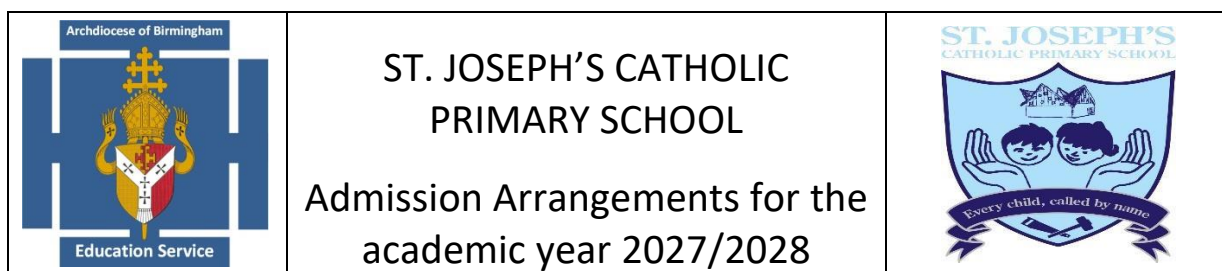 Archdiocese of Birmingham
Education Service
ST. JOSEPH’S CATHOLIC
PRIMARY SCHOOL
Admission Arrangements for the
academic year 2027/2028
ST. JOSEPH'S
CATHOLIC PRIMARY SCHOOL
Every child, called by name